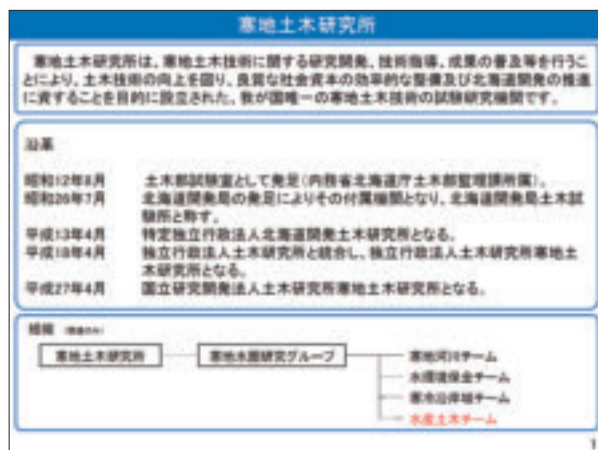 寒地土木研究所
寒地土木研究所は、寒地土木技術に関する研究開発、技術指導、成果の普及等を行うこ
とにより、土木技術の向上を図り、良質な社会資本の効率的な整備及び北海道開発の推進
に資することを目的に設立された、我が国唯一の寒地土木技術の試験研究機関です。
沿革
昭和12年8月 土木部試験室として発足(内務省北海道庁土木部監理課所属)。
昭和26年7月 北海道開発局の発足によりその付属機関となり、北海道開発局土木試
験所と称す。
平成13年4月 特定独立行政法人北海道開発土木研究所となる。
平成18年4月 独立行政法人土木研究所と統合し、独立行政法人土木研究所寒地土
木研究所となる。
平成27年4月 国立研究開発法人土木研究所寒地土木研究所となる。
組織
寒地土木研究所 寒地水圏研究グループ 寒地河川チーム
水環境保全チーム
寒冷沿岸域チーム
水産土木チーム
1